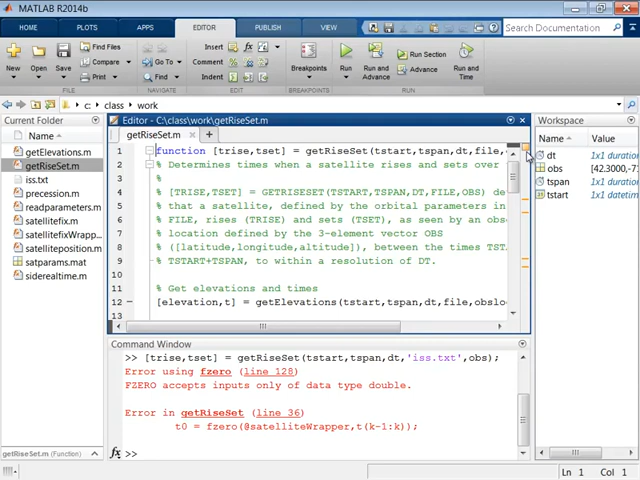 MATLAB R2014b
HOME PLOTS APPS EDITOR PUBLISH VIEW Search Documentation
New Open Save Find Files Compare Print Insert Comment Indent Go To Find Breakpoints Run Run and Advance Run Section Advance Run and Time
FILE EDIT NAVIGATE BREAKPOINTS RUN
c: class work
Current Folder
Name
getElevations.m
getRiseSet.m
iss.txt
precession.m
readparameters.m
satellitefix.m
satellitefixWrapp...
satelliteposition.m
satparams.mat
siderealtime.m
getRiseSet.m (Function)
Editor - C:\class\work\getRiseSet.m
getRiseSet.m
1 function [trise,tset] = getRiseSet(tstart,tspan,dt,file,
2 % Determines times when a satellite rises and sets over
3 %
4 % [TRISE,TSET] = GETRISESET(TSTART,TSPAN,DT,FILE,OBS) de
5 % that a satellite, defined by the orbital parameters in
6 % FILE, rises (TRISE) and sets (TSET), as seen by an obs
7 % location defined by the 3-element vector OBS
8 % ([latitude,longitude,altitude]), between the times TST
9 % TSTART+TSPAN, to within a resolution of DT.
10
11 % Get elevations and times
12 [elevation,t] = getElevations(tstart,tspan,dt,file,obslo
13
Command Window
>> [trise,tset] = getRiseSet(tstart,tspan,dt,'iss.txt',obs);
Error using fzero (line 128)
FZERO accepts inputs only of data type double.
Error in getRiseSet (line 36)
t0 = fzero(@satelliteWrapper,t(k-1:k));
fx >>
Workspace
Name Value
dt 1x1 duratio
obs [42.3000,-7
tspan 1x1 duratio
tstart 1x1 datetim
Ln 1 Col 1